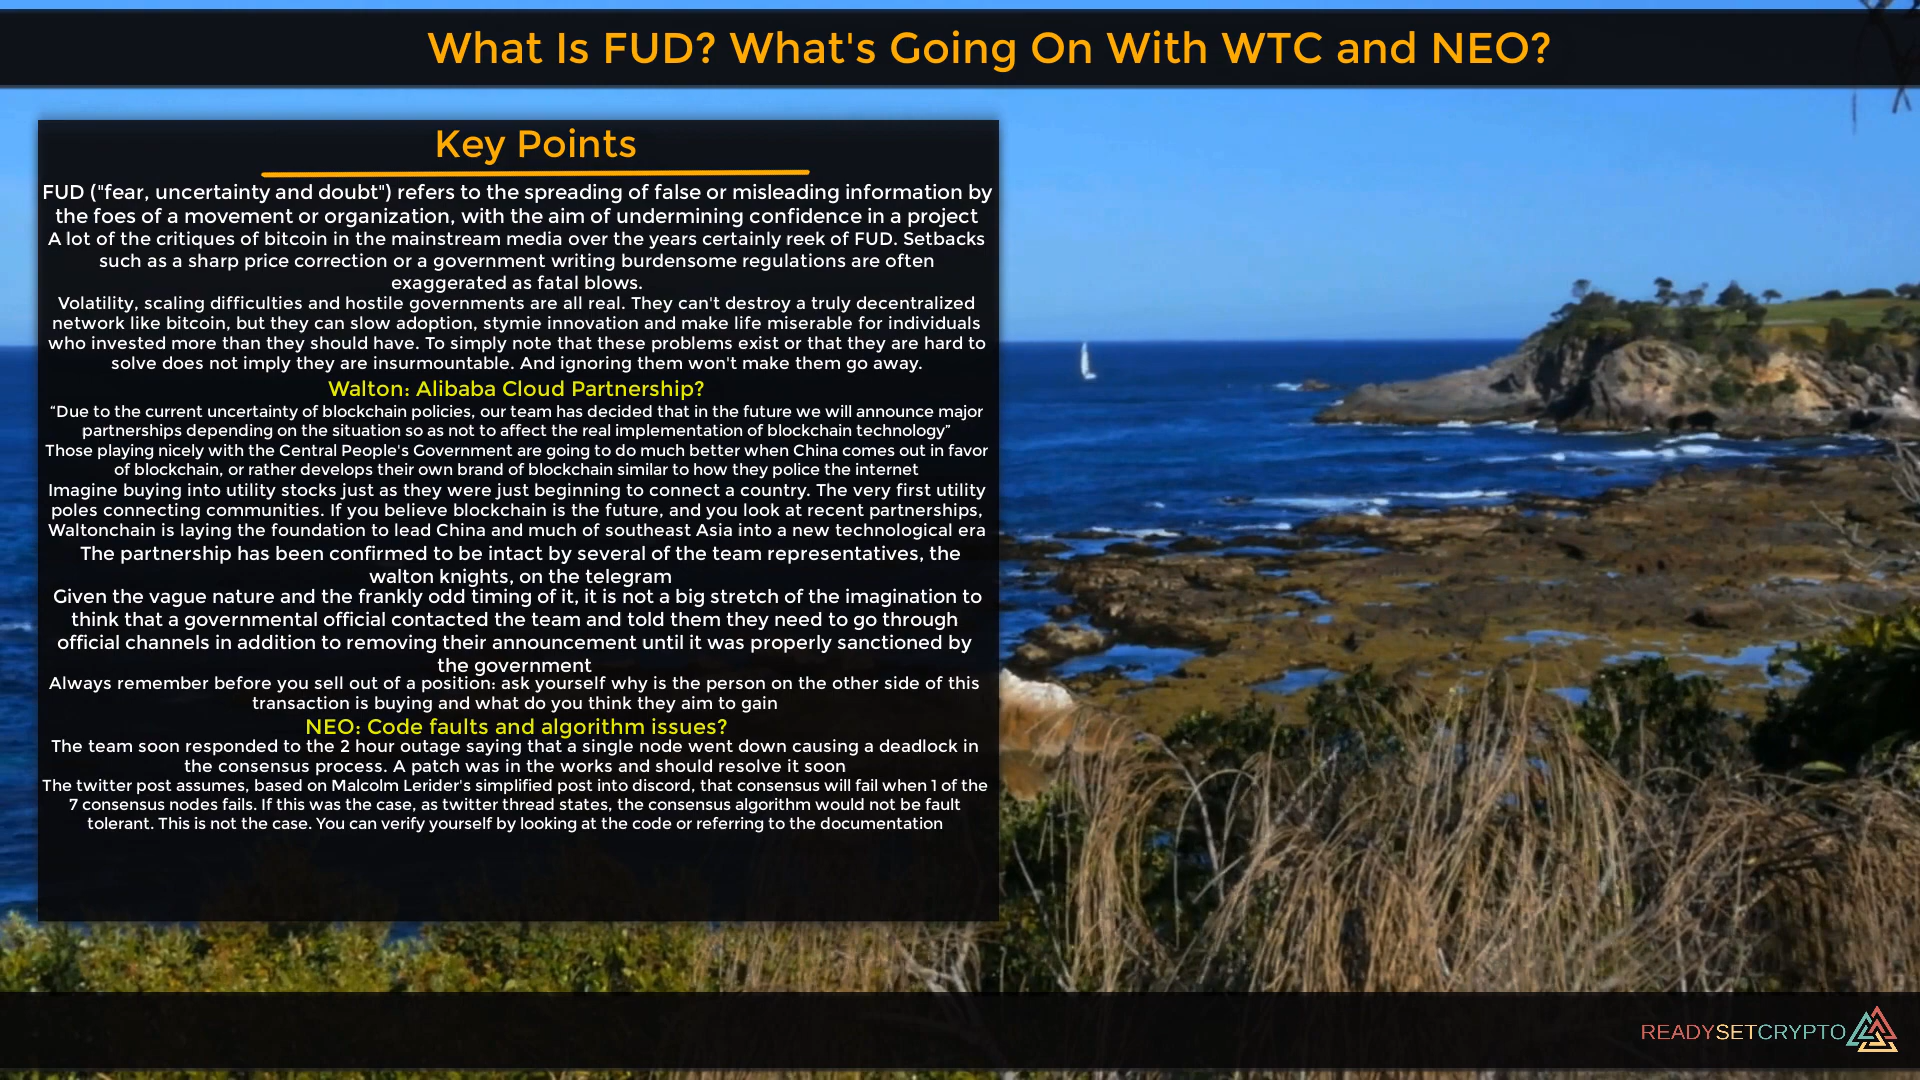 What Is FUD? What's Going On With WTC and NEO?
Key Points
FUD ("fear, uncertainty and doubt") refers to the spreading of false or misleading information by
the foes of a movement or organization, with the aim of undermining confidence in a project
A lot of the critiques of bitcoin in the mainstream media over the years certainly reek of FUD. Setbacks
such as a sharp price correction or a government writing burdensome regulations are often
exaggerated as fatal blows.
Volatility, scaling difficulties and hostile governments are all real. They can't destroy a truly decentralized
network like bitcoin, but they can slow adoption, stymie innovation and make life miserable for individuals
who invested more than they should have. To simply note that these problems exist or that they are hard to
solve does not imply they are insurmountable. And ignoring them won't make them go away.
Walton: Alibaba Cloud Partnership?
“Due to the current uncertainty of blockchain policies, our team has decided that in the future we will announce major
partnerships depending on the situation so as not to affect the real implementation of blockchain technology”
Those playing nicely with the Central People's Government are going to do much better when China comes out in favor
of blockchain, or rather develops their own brand of blockchain similar to how they police the internet
Imagine buying into utility stocks just as they were just beginning to connect a country. The very first utility
poles connecting communities. If you believe blockchain is the future, and you look at recent partnerships,
Waltonchain is laying the foundation to lead China and much of southeast Asia into a new technological era
The partnership has been confirmed to be intact by several of the team representatives, the
walton knights, on the telegram
Given the vague nature and the frankly odd timing of it, it is not a big stretch of the imagination to
think that a governmental official contacted the team and told them they need to go through
official channels in addition to removing their announcement until it was properly sanctioned by
the government
Always remember before you sell out of a position: ask yourself why is the person on the other side of this
transaction is buying and what do you think they aim to gain
NEO: Code faults and algorithm issues?
The team soon responded to the 2 hour outage saying that a single node went down causing a deadlock in
the consensus process. A patch was in the works and should resolve it soon
The twitter post assumes, based on Malcolm Lerider's simplified post into discord, that consensus will fail when 1 of the
7 consensus nodes fails. If this was the case, as twitter thread states, the consensus algorithm would not be fault
tolerant. This is not the case. You can verify yourself by looking at the code or referring to the documentation
READYSETCRYPTO